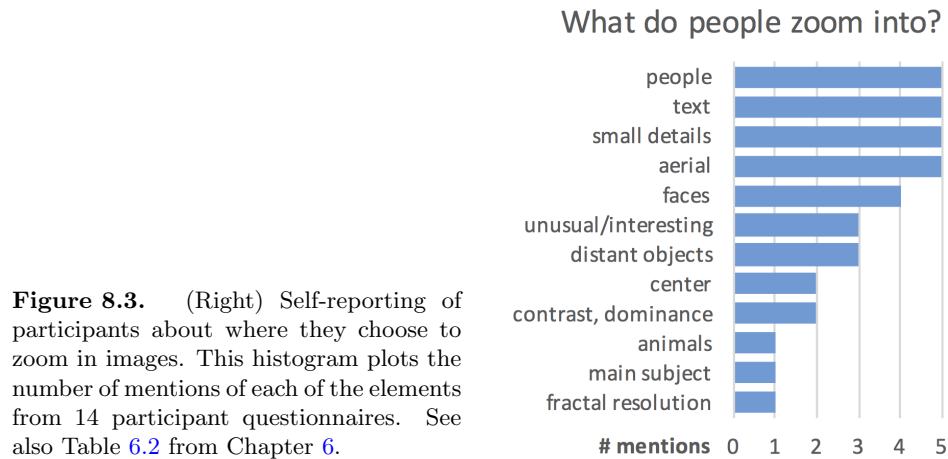 What do people zoom into?
people
text
small details
aerial
faces
unusual/interesting
distant objects
center
contrast, dominance
animals
main subject
fractal resolution
# mentions 0 1 2 3 4 5
Figure 8.3. (Right) Self-reporting of
participants about where they choose to
zoom in images. This histogram plots the
number of mentions of each of the elements
from 14 participant questionnaires. See
also Table 6.2 from Chapter 6.